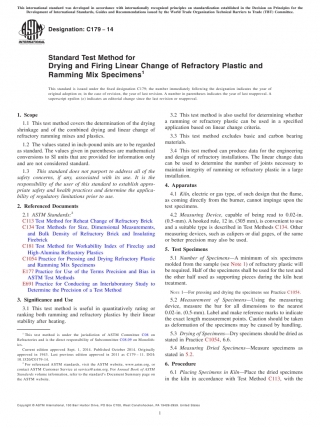 This international standard was developed in accordance with internationally recognized principles on standardization established in the Decision on Principles for the
Development of International Standards, Guides and Recommendations issued by the World Trade Organization Technical Barriers to Trade (TBT) Committee.
Designation: C179 − 14
INTERNATIONAL
Standard Test Method for
Drying and Firing Linear Change of Refractory Plastic and
Ramming Mix Specimens1
This standard is issued under the fixed designation C179; the number immediately following the designation indicates the year of
original adoption or, in the case of revision, the year of last revision. A number in parentheses indicates the year of last reapproval. A
superscript epsilon (ε) indicates an editorial change since the last revision or reapproval.
1. Scope
1.1 This test method covers the determination of the drying
shrinkage and of the combined drying and linear change of
refractory ramming mixes and plastics.
1.2 The values stated in inch-pound units are to be regarded
as standard. The values given in parentheses are mathematical
conversions to SI units that are provided for information only
and are not considered standard.
1.3 This standard does not purport to address all of the
safety concerns, if any, associated with its use. It is the
responsibility of the user of this standard to establish appro-
priate safety and health practices and determine the applica-
bility of regulatory limitations prior to use.
2. Referenced Documents
2.1 ASTM Standards:2
C113 Test Method for Reheat Change of Refractory Brick
C134 Test Methods for Size, Dimensional Measurements,
and Bulk Density of Refractory Brick and Insulating
Firebrick
C181 Test Method for Workability Index of Fireclay and
High-Alumina Refractory Plastics
C1054 Practice for Pressing and Drying Refractory Plastic
and Ramming Mix Specimens
E177 Practice for Use of the Terms Precision and Bias in
ASTM Test Methods
E691 Practice for Conducting an Interlaboratory Study to
Determine the Precision of a Test Method
3. Significance and Use
3.1 This test method is useful in quantitatively rating or
ranking both ramming and refractory plastics by their linear
stability after heating.
1 This test method is under the jurisdiction of ASTM Committee C08 on
Refractories and is the direct responsibility of Subcommittee C08.09 on Monolith-
ics.
Current edition approved Sept. 1, 2014. Published October 2014. Originally
approved in 1943. Last previous edition approved in
2 For referenced ASTM standards, visit the ASTM website, www.astm.org, or
contact ASTM Customer Service at service@astm.org. For Annual Book of ASTM
Standards volume information, refer to the standard's Document Summary page on
the ASTM website.
3.2 This test method is also useful for determining whether
a ramming or refractory plastic is suitable for use in a specified
application based on linear change criteria.
3.3 This test method excludes basic and carbon bearing
materials.
3.4 This test method can produce data for the engineering
and design of refractory installations. The linear change data
can be used to determine the number of joints necessary to
maintain integrity of ramming or refractory plastic in a large
installation.
4. Apparatus
4.1 Kiln, electric or gas type, of such design that the flame,
as coming directly from the burner, cannot impinge upon the
test specimens.
4.2 Measuring Device, capable of being read to 0.02-in.
(0.5-mm). A hooked rule, 12 in. (305 mm), is convenient to use
and a suitable type is described in Test Methods C134. Other
measuring devices, such as calipers or dial gages, of the same
or better precision may also be used.
5. Test Specimens
5.1 Number of Specimens—A minimum of six specimens
molded from the sample (see Note 1) of refractory plastic will
be required. Half of the specimens shall be used for the test and
the other half used as supporting pieces during the kiln heat
treatment.
NOTE 1—For pressing and drying the specimens see Practice C1054.
5.2 Measurement of Specimens—Using the measuring
device, measure the bar for all dimensions to the nearest
0.02-in. (0.5-mm). Label and make reference marks to indicate
the exact length measurement points. Caution should be taken
as deformation of the specimens may be caused by handling.
5.3 Drying of Specimens—Dry specimens should be dried as
stated in Practice C1054, 6.6.
5.4 Measuring Dried Specimens—Measure specimens as
stated in 5.2.
6. Procedure
6.1 Placing Specimens in Kiln—Place the dried specimens
in the kiln in accordance with Test Method C113, with the
Copyright © ASTM International, 100 Barr Harbor Drive, PO Box C700, West Conshohocken, PA 19428-2959. United States
1